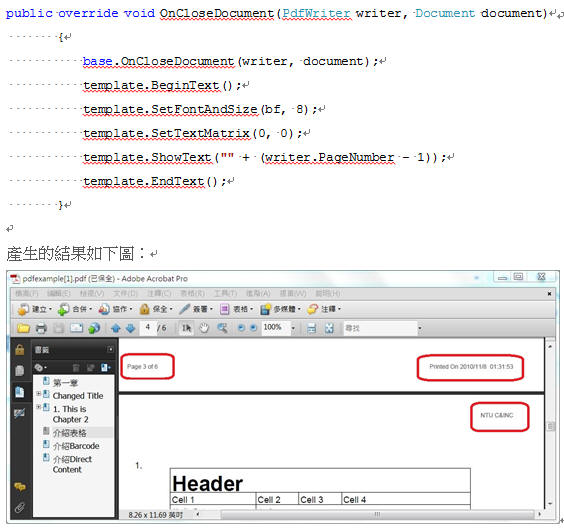 public override void OnCloseDocument(PdfWriter writer, Document document)
{
base.OnCloseDocument(writer, document);
template.BeginText();
template.SetFontAndSize(bf, 8);
template.SetTextMatrix(0, 0);
template.ShowText("" + (writer.PageNumber - 1));
template.EndText();
}
產生的結果如下圖：
pdfexample[1].pdf (已保全) - Adobe Acrobat Pro
檔案(F) 編輯(E) 檢視(V) 文件(D) 注釋(C) 表格(R) 工具(T) 進階(A) 視窗(W) 說明(H)
建立 合併 協作 保全 簽署 表格 多媒體 注釋
4 / 6 100% 尋找
書籤
第一章
Changed Title
1. This is Chapter 2
介紹表格
介紹Barcode
介紹Direct Content
Page 3 of 6
Printed On 2010/11/8 01:31:53
NTU C&INC
1.
Header
Cell 1 Cell 2 Cell 3 Cell 4
8.26 x 11.69 英吋